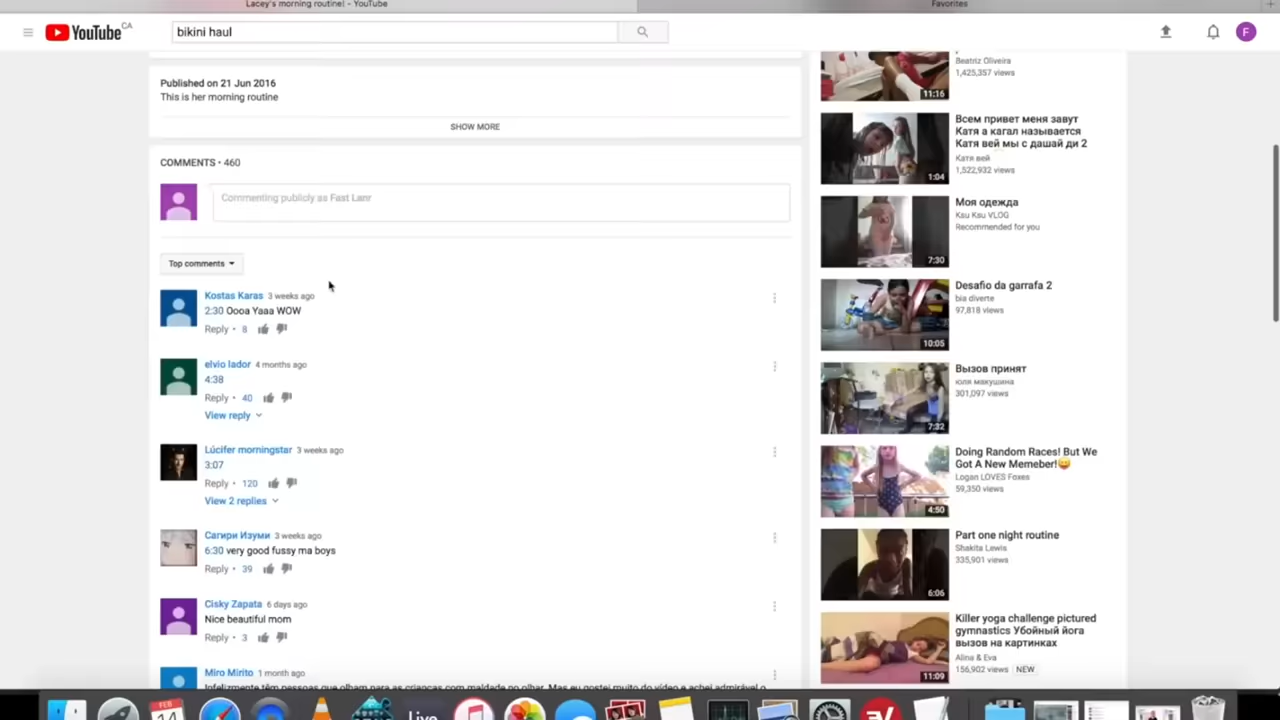 Lacey's morning routine! - YouTube
Favorites
YouTube CA
bikini haul
F
Published on 21 Jun 2016
This is her morning routine
SHOW MORE
COMMENTS • 460
Commenting publicly as Fast Lanr
Top comments
Kostas Karas 3 weeks ago
2:30 Oooa Yaaa WOW
Reply • 8
elvio lador 4 months ago
4:38
Reply • 40
View reply
Lúcifer morningstar 3 weeks ago
3:07
Reply • 120
View 2 replies
Сагири Изуми 3 weeks ago
6:30 very good fussy ma boys
Reply • 39
Cisky Zapata 6 days ago
Nice beautiful mom
Reply • 3
Miro Mirito 1 month ago
Infelizmente têm pessoas que olham para as crianças com maldade no olhar. Mas eu gostei muito do vídeo e achei admirável o
Beatriz Oliveira
1,425,357 views
11:16
Всем привет меня завут
Катя а кагал называется
Катя вей мы с дашай ди 2
Катя вей
1,522,932 views
1:04
Моя одежда
Ksu Ksu VLOG
Recommended for you
7:30
Desafio da garrafa 2
bia diverte
97,818 views
10:05
Вызов принят
юля макушина
301,097 views
7:32
Doing Random Races! But We
Got A New Memeber!😄
Logan LOVES Foxes
59,350 views
4:50
Part one night routine
Shakita Lewis
335,901 views
6:06
Killer yoga challenge pictured
gymnastics Убойный йога
вызов на картинках
Alina & Eva
156,902 views NEW
11:09
FEB
14
Live